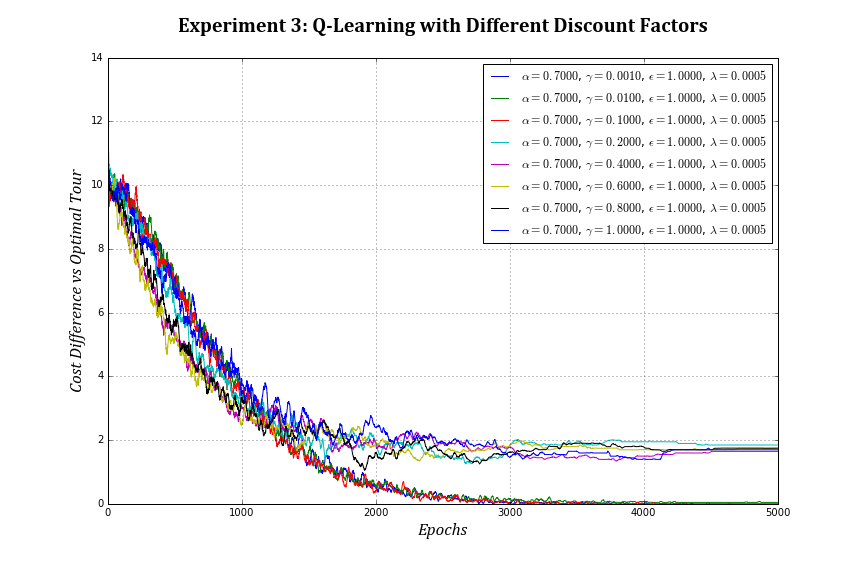 Experiment 3: Q-Learning with Different Discount Factors
14
12
10
8
6
4
2
0
Cost Difference vs Optimal Tour
α = 0.7000, γ = 0.0010, ϵ = 1.0000, λ = 0.0005
α = 0.7000, γ = 0.0100, ϵ = 1.0000, λ = 0.0005
α = 0.7000, γ = 0.1000, ϵ = 1.0000, λ = 0.0005
α = 0.7000, γ = 0.2000, ϵ = 1.0000, λ = 0.0005
α = 0.7000, γ = 0.4000, ϵ = 1.0000, λ = 0.0005
α = 0.7000, γ = 0.6000, ϵ = 1.0000, λ = 0.0005
α = 0.7000, γ = 0.8000, ϵ = 1.0000, λ = 0.0005
α = 0.7000, γ = 1.0000, ϵ = 1.0000, λ = 0.0005
0 1000 2000 3000 4000 5000
Epochs